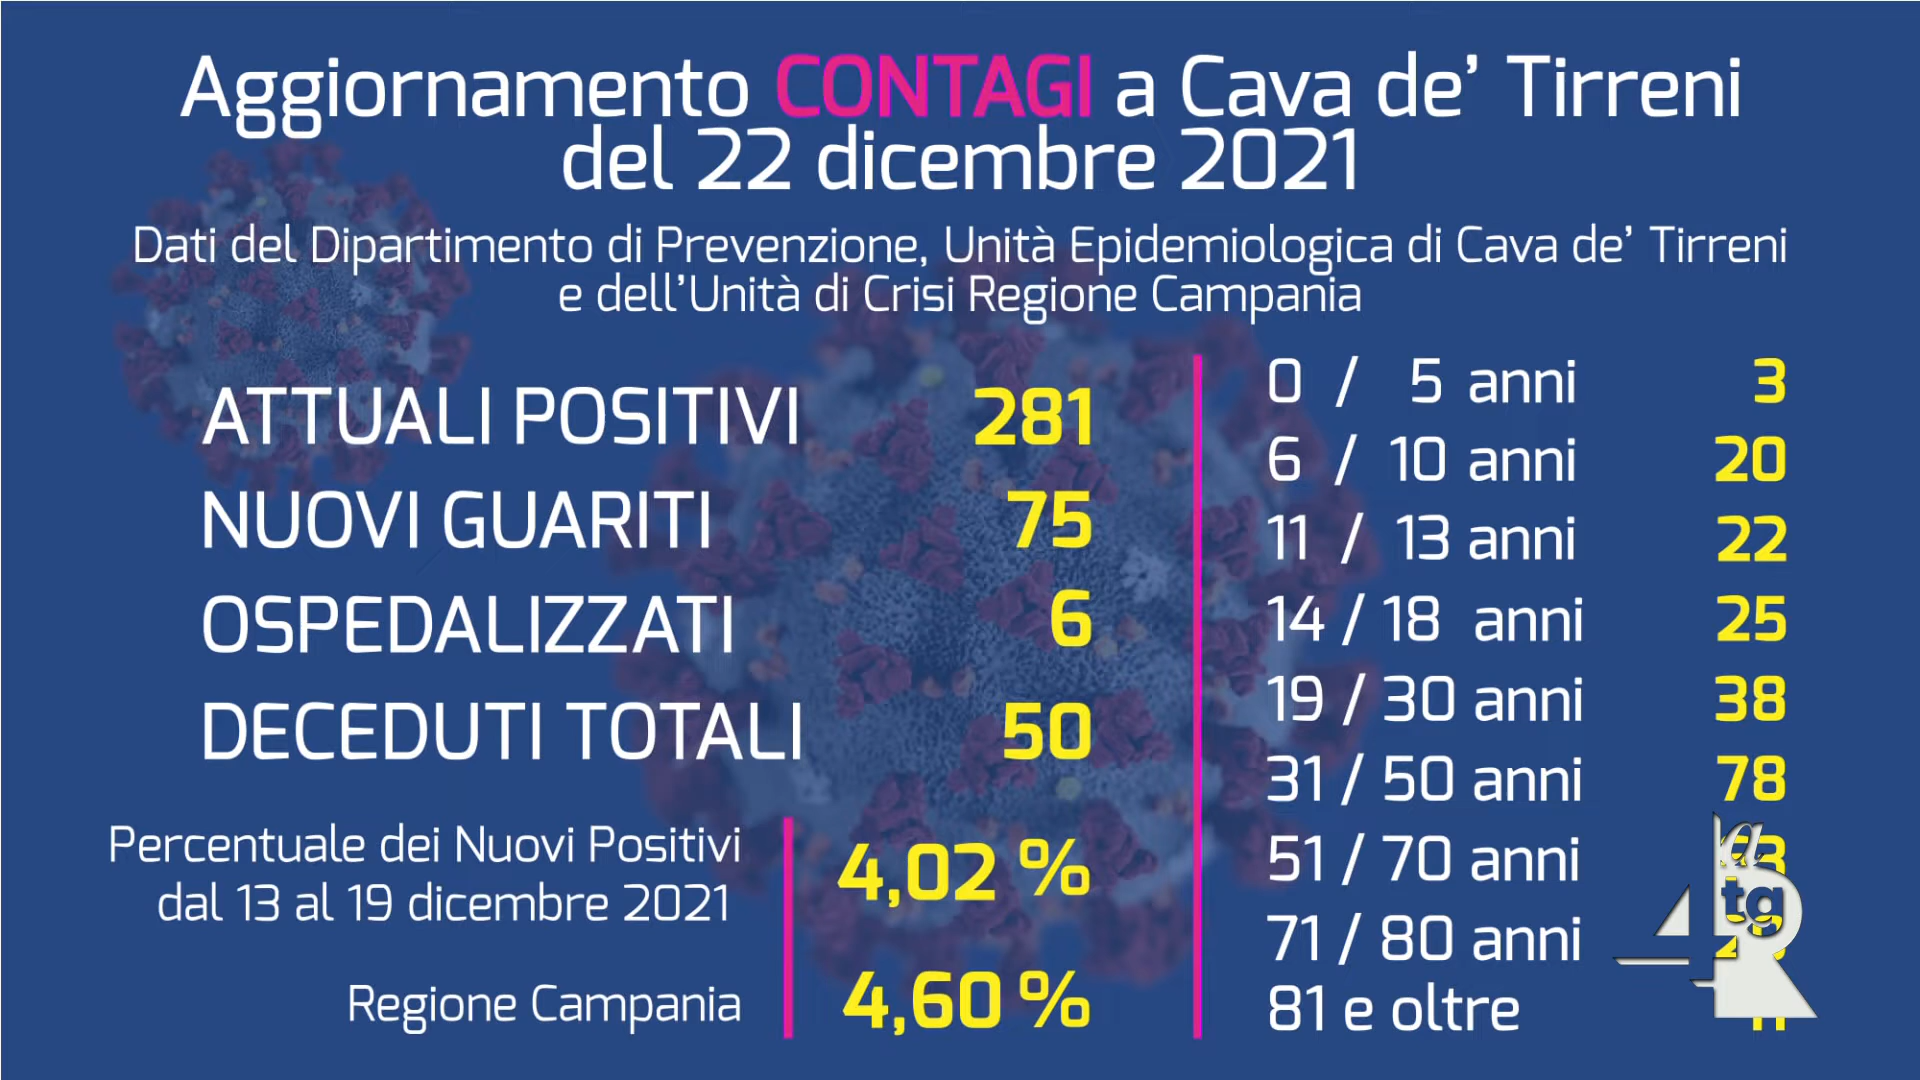 Aggiornamento CONTAGI a Cava de’ Tirreni
del 22 dicembre 2021
Dati del Dipartimento di Prevenzione, Unità Epidemiologica di Cava de’ Tirreni
e dell’Unità di Crisi Regione Campania
ATTUALI POSITIVI 281
NUOVI GUARITI 75
OSPEDALIZZATI 6
DECEDUTI TOTALI 50
Percentuale dei Nuovi Positivi
dal 13 al 19 dicembre 2021
4,02 %
Regione Campania 4,60 %
0 / 5 anni 3
6 / 10 anni 20
11 / 13 anni 22
14 / 18 anni 25
19 / 30 anni 38
31 / 50 anni 78
51 / 70 anni
71 / 80 anni
81 e oltre
tg